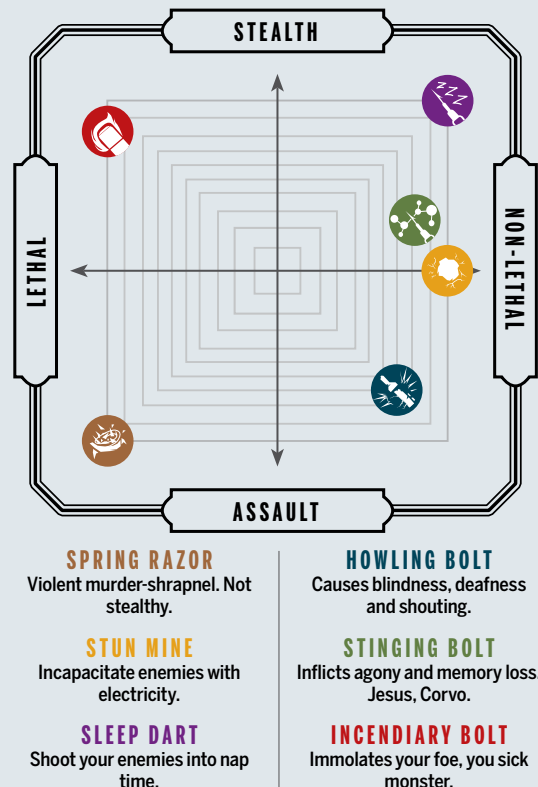 STEALTH
LETHAL
NON-LETHAL
ZZZ
ASSAULT
SPRING RAZOR
Violent murder-shrapnel. Not
stealthy.
STUN MINE
Incapacitate enemies with
electricity.
SLEEP DART
Shoot your enemies into nap
time.
HOWLING BOLT
Causes blindness, deafness
and shouting.
STINGING BOLT
Inflicts agony and memory loss.
Jesus, Corvo.
INCENDIARY BOLT
Immolates your foe, you sick
monster.